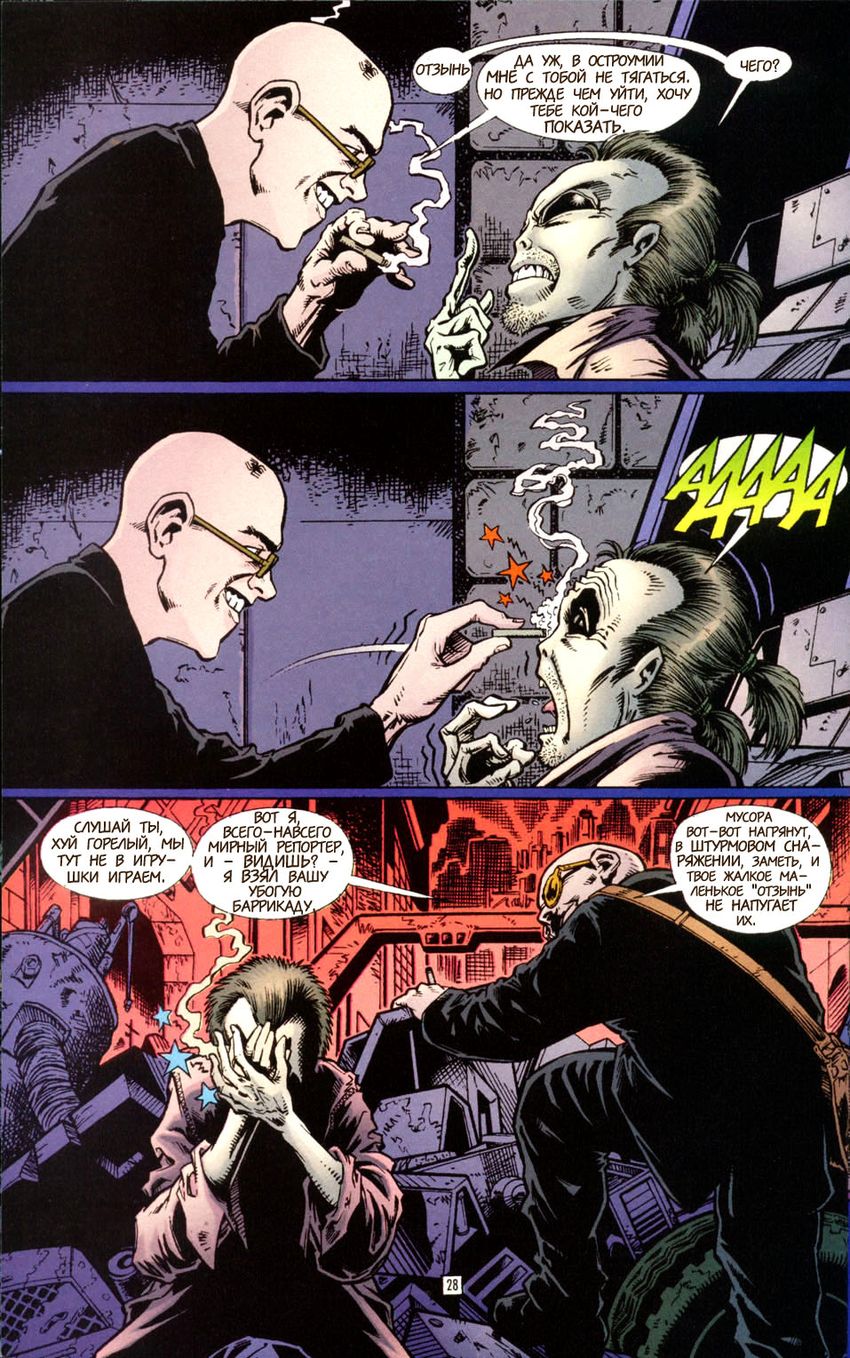 ОТЗЫНЬ
ДА УЖ, В ОСТРОУМИИ
МНЕ С ТОБОЙ НЕ ТЯГАТЬСЯ.
НО ПРЕЖДЕ ЧЕМ УЙТИ, ХОЧУ
ТЕБЕ КОЙ-ЧЕГО
ПОКАЗАТЬ.
ЧЕГО?
ААААААА
СЛУШАЙ ТЫ,
ХУЙ ГОРЕЛЫЙ, МЫ
ТУТ НЕ В ИГРУ-
ШКИ ИГРАЕМ.
ВОТ Я,
ВСЕГО-НАВСЕГО
МИРНЫЙ РЕПОРТЕР,
И - ВИДИШЬ? -
Я ВЗЯЛ ВАШУ
УБОГУЮ
БАРРИКАДУ.
МУСОРА
ВОТ-ВОТ НАГРЯНУТ,
В ШТУРМОВОМ СНА-
РЯЖЕНИИ, ЗАМЕТЬ, И
ТВОЕ ЖАЛКОЕ МА-
ЛЕНЬКОЕ "ОТЗЫНЬ"
НЕ НАПУГАЕТ
ИХ.
28